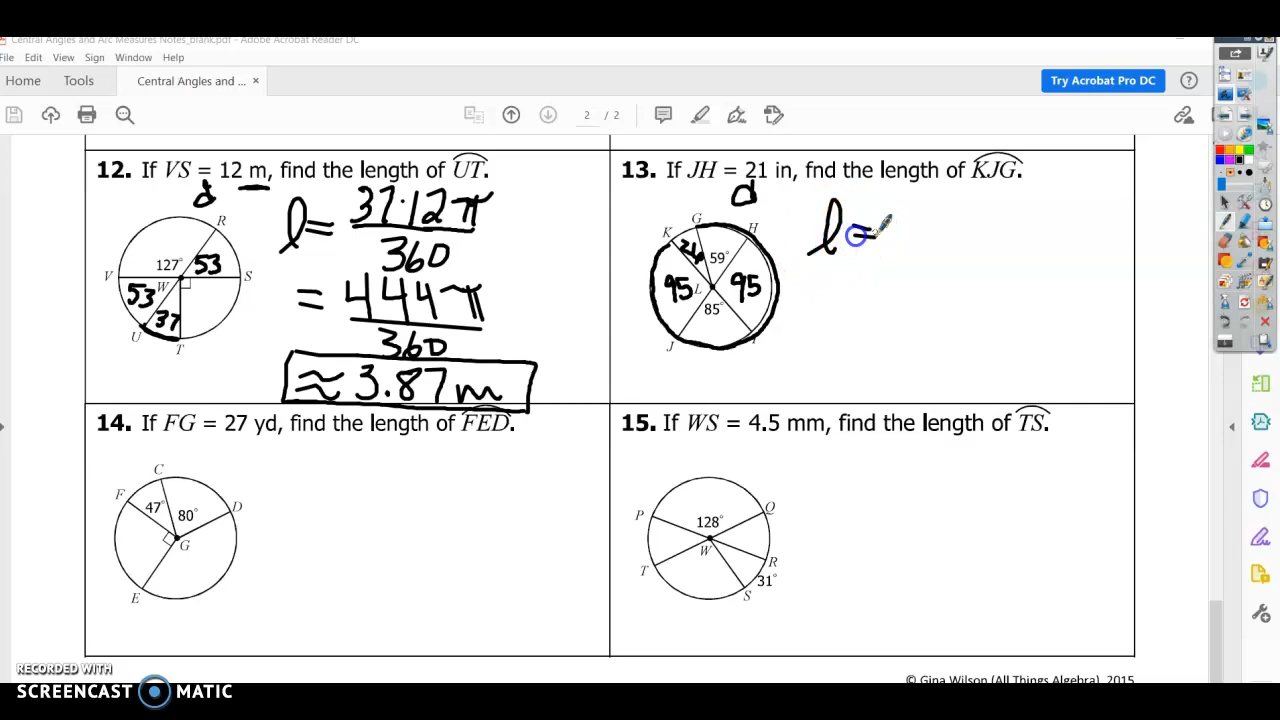 Central Angles and Arc Measures Notes_blank.pdf - Adobe Acrobat Reader DC
File Edit View Sign Window Help
Home Tools Central Angles and ... × Try Acrobat Pro DC
2 / 2
12. If VS = 12 m, find the length of UT.
d
l = 37·12π
360
= 444π
360
≈ 3.87 m
R
V 127° 53 S
53 W
37
U
T
13. If JH = 21 in, fnd the length of KJG.
d
l =
K G H
26 59°
95 L 95
85°
J I
14. If FG = 27 yd, find the length of FED.
C
F 47° 80° D
G
E
15. If WS = 4.5 mm, find the length of TS.
P 128° Q
W
T R
31°
S
RECORDED WITH
SCREENCAST MATIC
© Gina Wilson (All Things Algebra), 2015